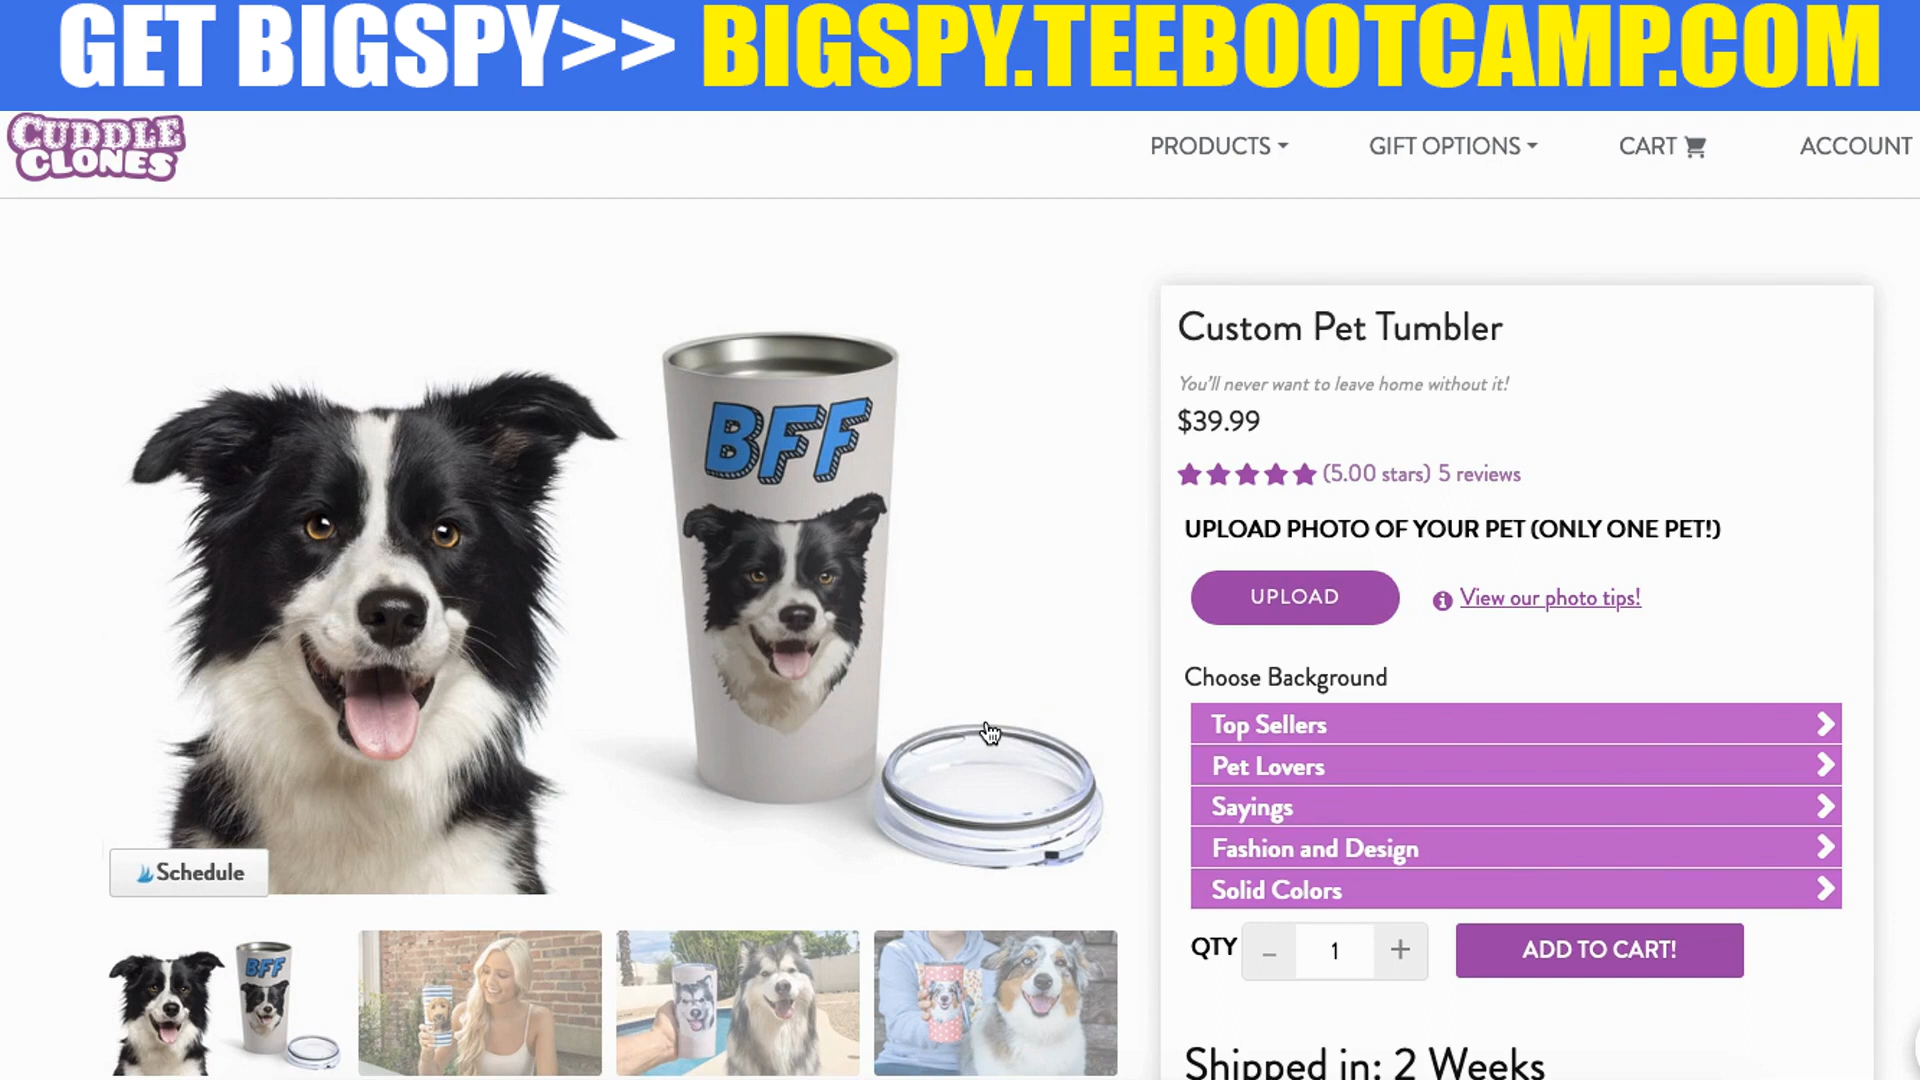 GET BIGSPY>> BIGSPY.TEEBOOTCAMP.COM
CUDDLE CLONES
PRODUCTS GIFT OPTIONS CART ACCOUNT
BFF
Custom Pet Tumbler
You'll never want to leave home without it!
$39.99
(5.00 stars) 5 reviews
UPLOAD PHOTO OF YOUR PET (ONLY ONE PET!)
UPLOAD View our photo tips!
Choose Background
Top Sellers
Pet Lovers
Sayings
Fashion and Design
Solid Colors
Schedule
QTY – 1 + ADD TO CART!
BFF
Shipped in: 2 Weeks